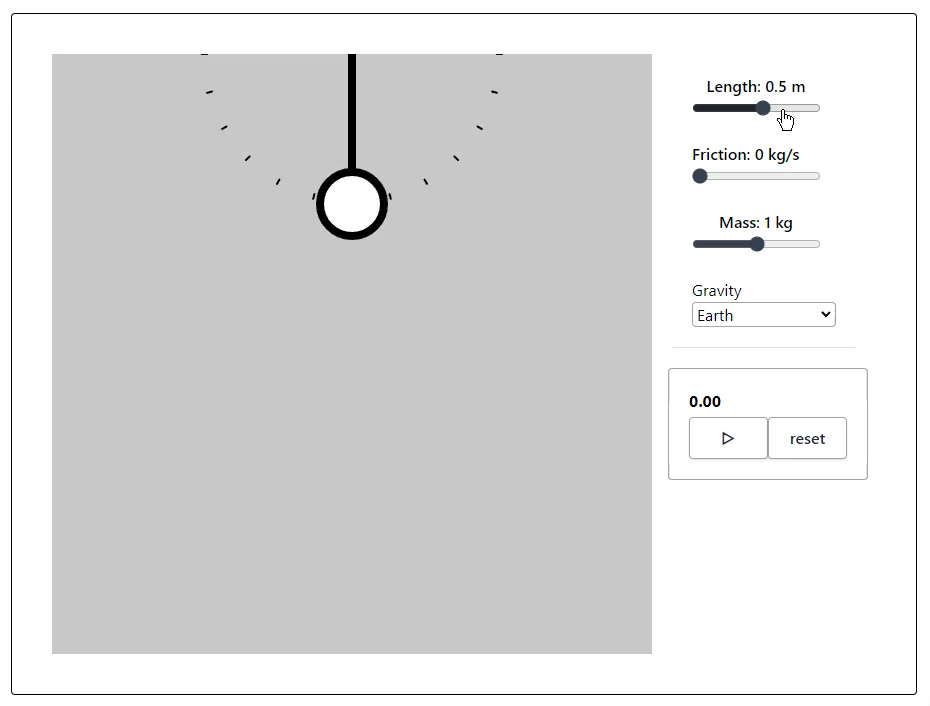 Length: 0.5 m
Friction: 0 kg/s
Mass: 1 kg
Gravity
Earth
0.00
reset